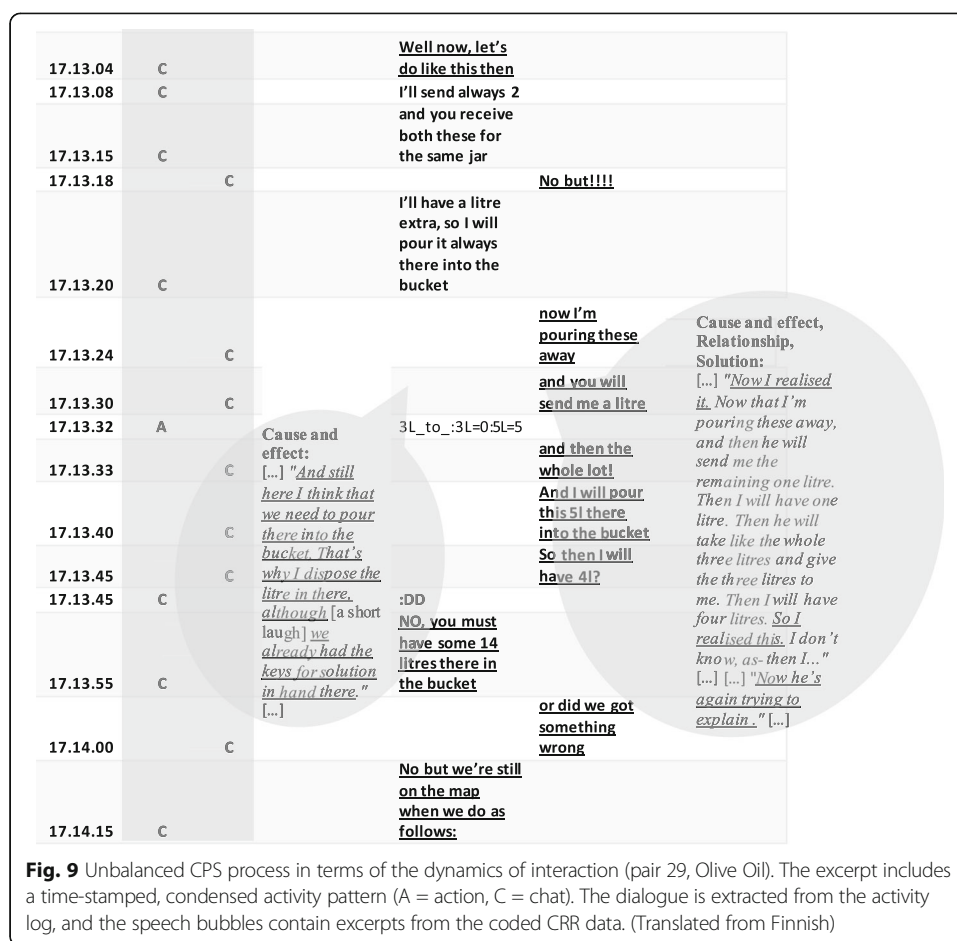 Well now, let's
17.13.04 C do like this then
17.13.08 C I'll send always 2
and you receive
both these for
17.13.15 C the same jar
17.13.18 C No but!!!!
I'll have a litre
extra, so I will
pour it always
there into the
17.13.20 C bucket
now I'm
pouring these
17.13.24 C away
and you will
17.13.30 C send me a litre
17.13.32 A 3L_to_:3L=0:5L=5
and then the
17.13.33 C whole lot!
And I will pour
this 5l there
17.13.40 C into the bucket
So then I will
17.13.45 C have 4l?
17.13.45 C :DD
NO, you must
have some 14
litres there in
17.13.55 C the bucket
or did we got
something
17.14.00 C wrong
No but we're still
on the map
when we do as
17.14.15 C follows:
Cause and
effect:
[...] "And still
here I think that
we need to pour
there into the
bucket. That's
why I dispose the
litre in there,
although [a short
laugh] we
already had the
keys for solution
in hand there."
[...]
Cause and effect,
Relationship,
Solution:
[...] "Now I realised
it. Now that I'm
pouring these away,
and then he will
send me the
remaining one litre.
Then I will have one
litre. Then he will
take like the whole
three litres and give
the three litres to
me. Then I will have
four litres. So I
realised this. I don't
know, as- then I..."
[...] [...] "Now he's
again trying to
explain ." [...]
Fig. 9 Unbalanced CPS process in terms of the dynamics of interaction (pair 29, Olive Oil). The excerpt includes
a time-stamped, condensed activity pattern (A = action, C = chat). The dialogue is extracted from the activity
log, and the speech bubbles contain excerpts from the coded CRR data. (Translated from Finnish)